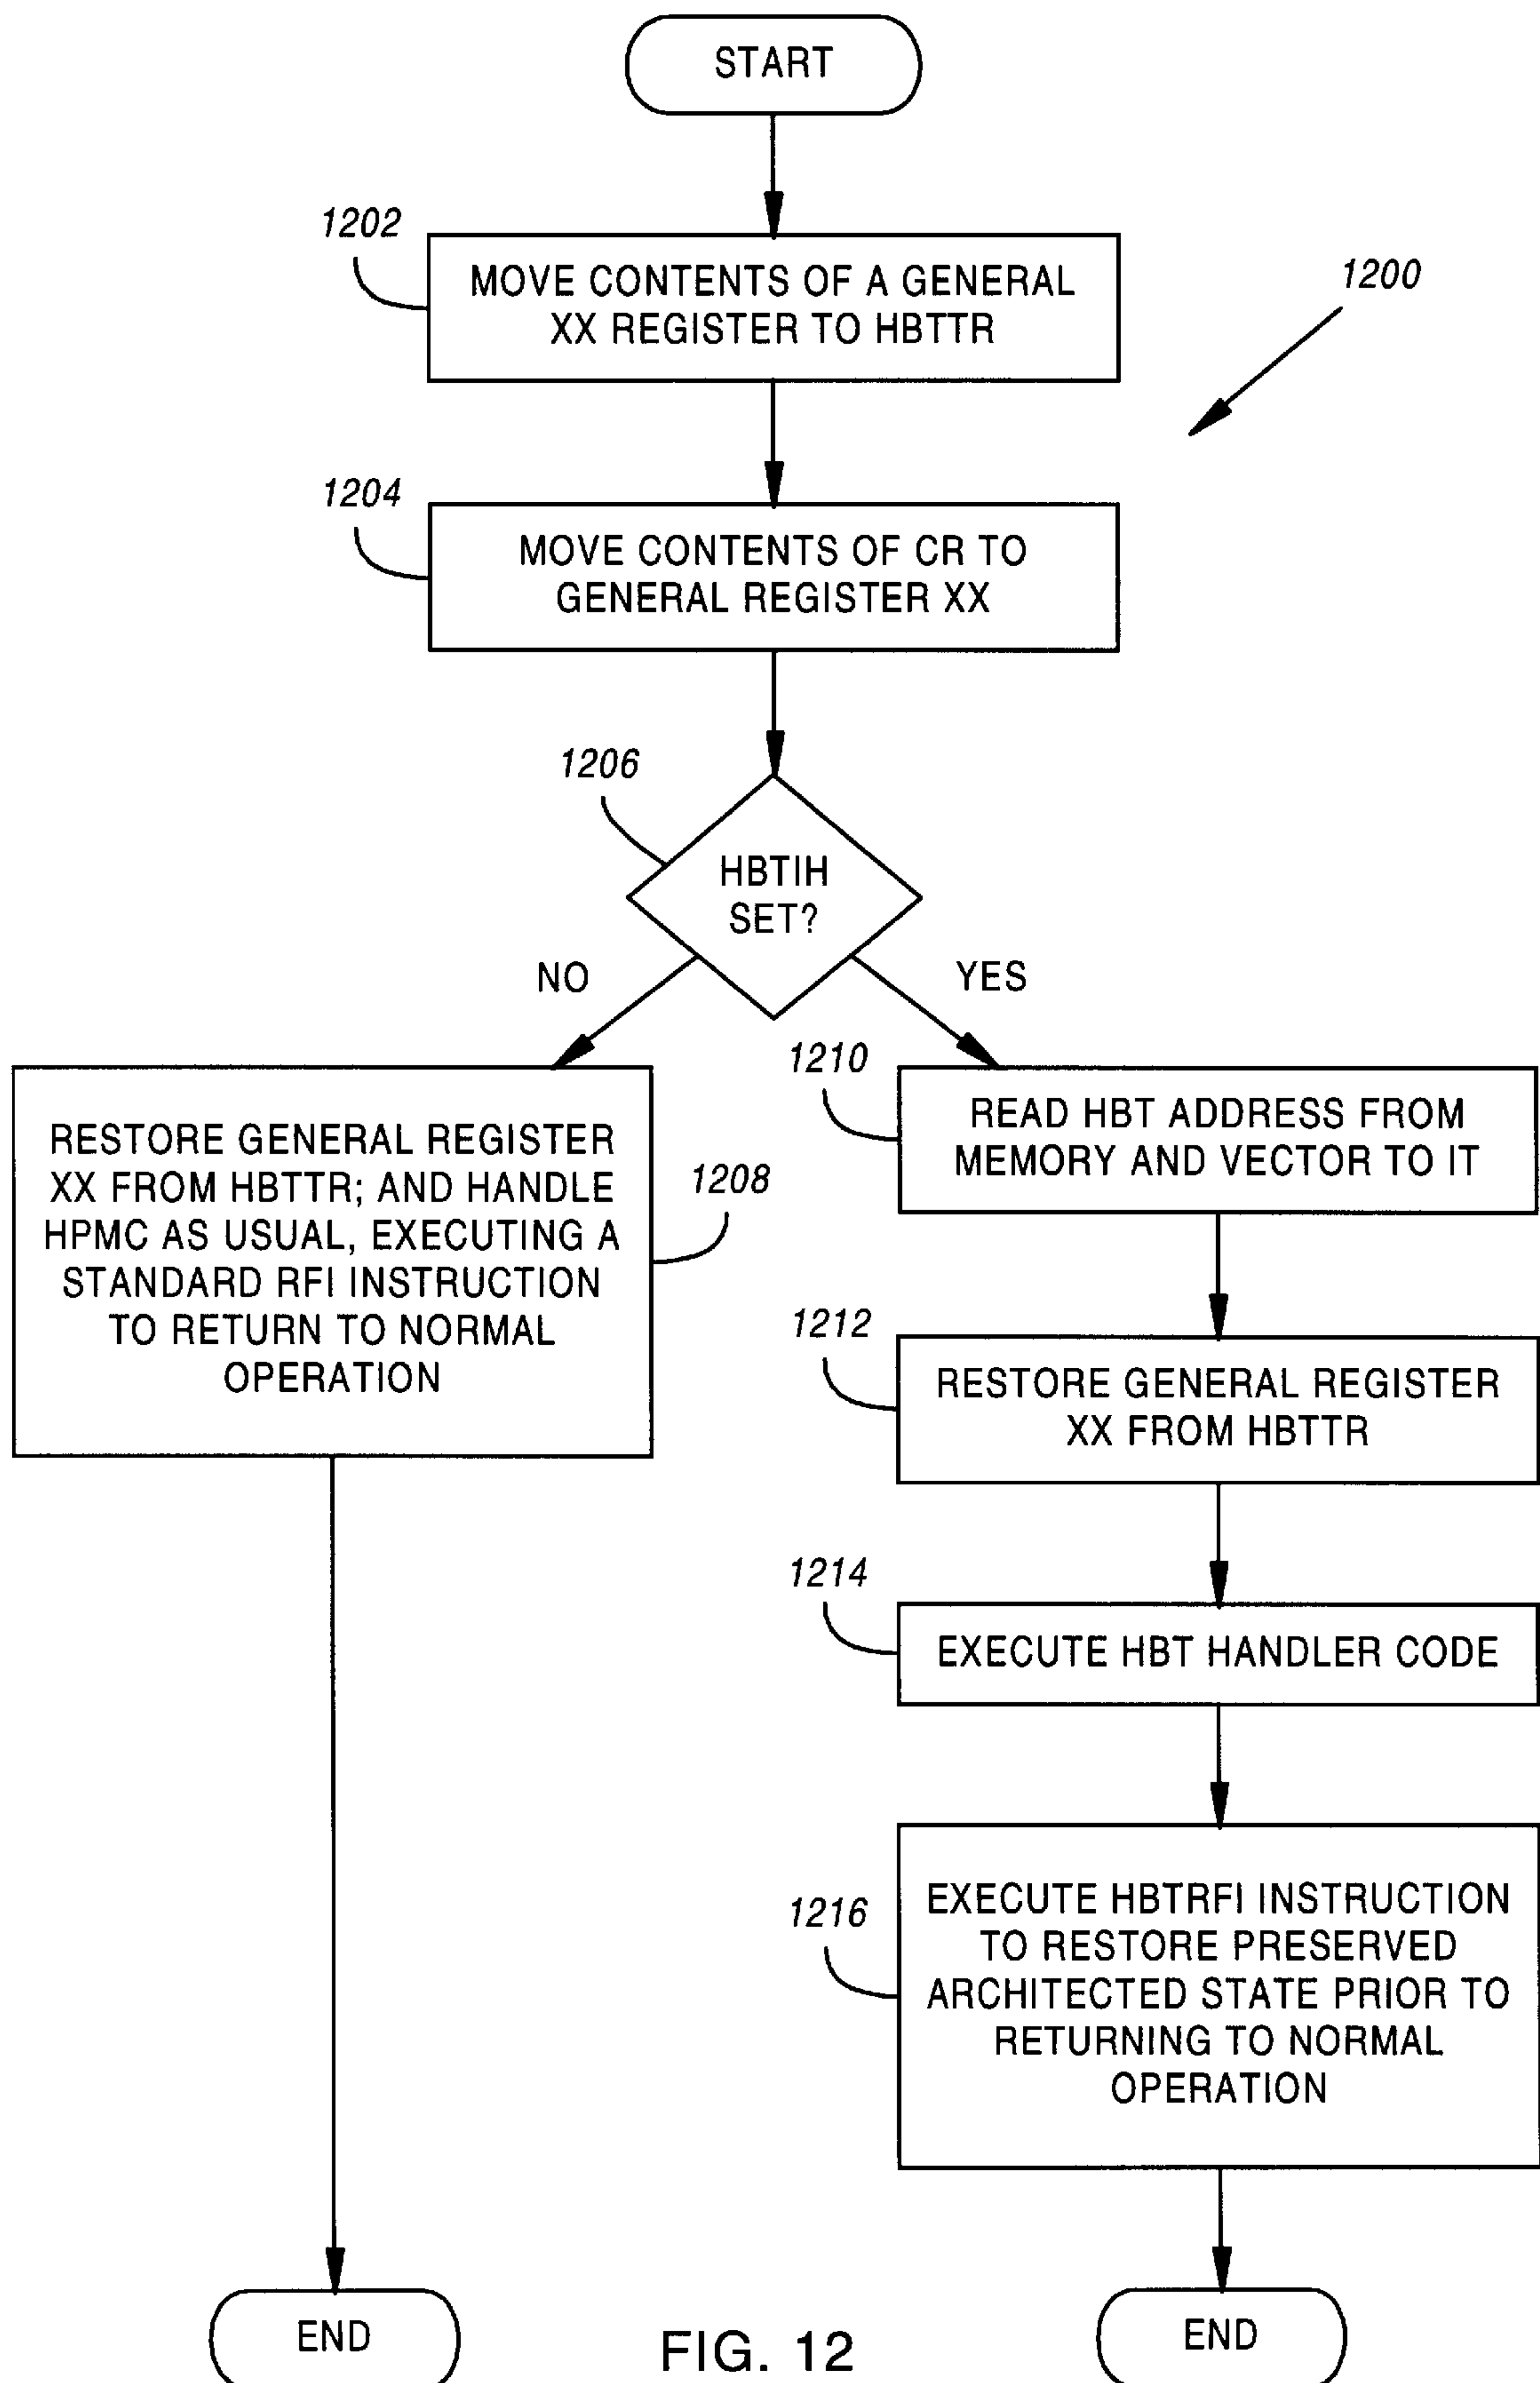 START
1202
MOVE CONTENTS OF A GENERAL
XX REGISTER TO HBTTR
1200
1204
MOVE CONTENTS OF CR TO
GENERAL REGISTER XX
1206
HBTIH
SET?
NO
YES
RESTORE GENERAL REGISTER
XX FROM HBTTR; AND HANDLE
HPMC AS USUAL, EXECUTING A
STANDARD RFI INSTRUCTION
TO RETURN TO NORMAL
OPERATION
1208
1210
READ HBT ADDRESS FROM
MEMORY AND VECTOR TO IT
1212
RESTORE GENERAL REGISTER
XX FROM HBTTR
1214
EXECUTE HBT HANDLER CODE
1216
EXECUTE HBTRFI INSTRUCTION
TO RESTORE PRESERVED
ARCHITECTED STATE PRIOR TO
RETURNING TO NORMAL
OPERATION
END
END
FIG. 12